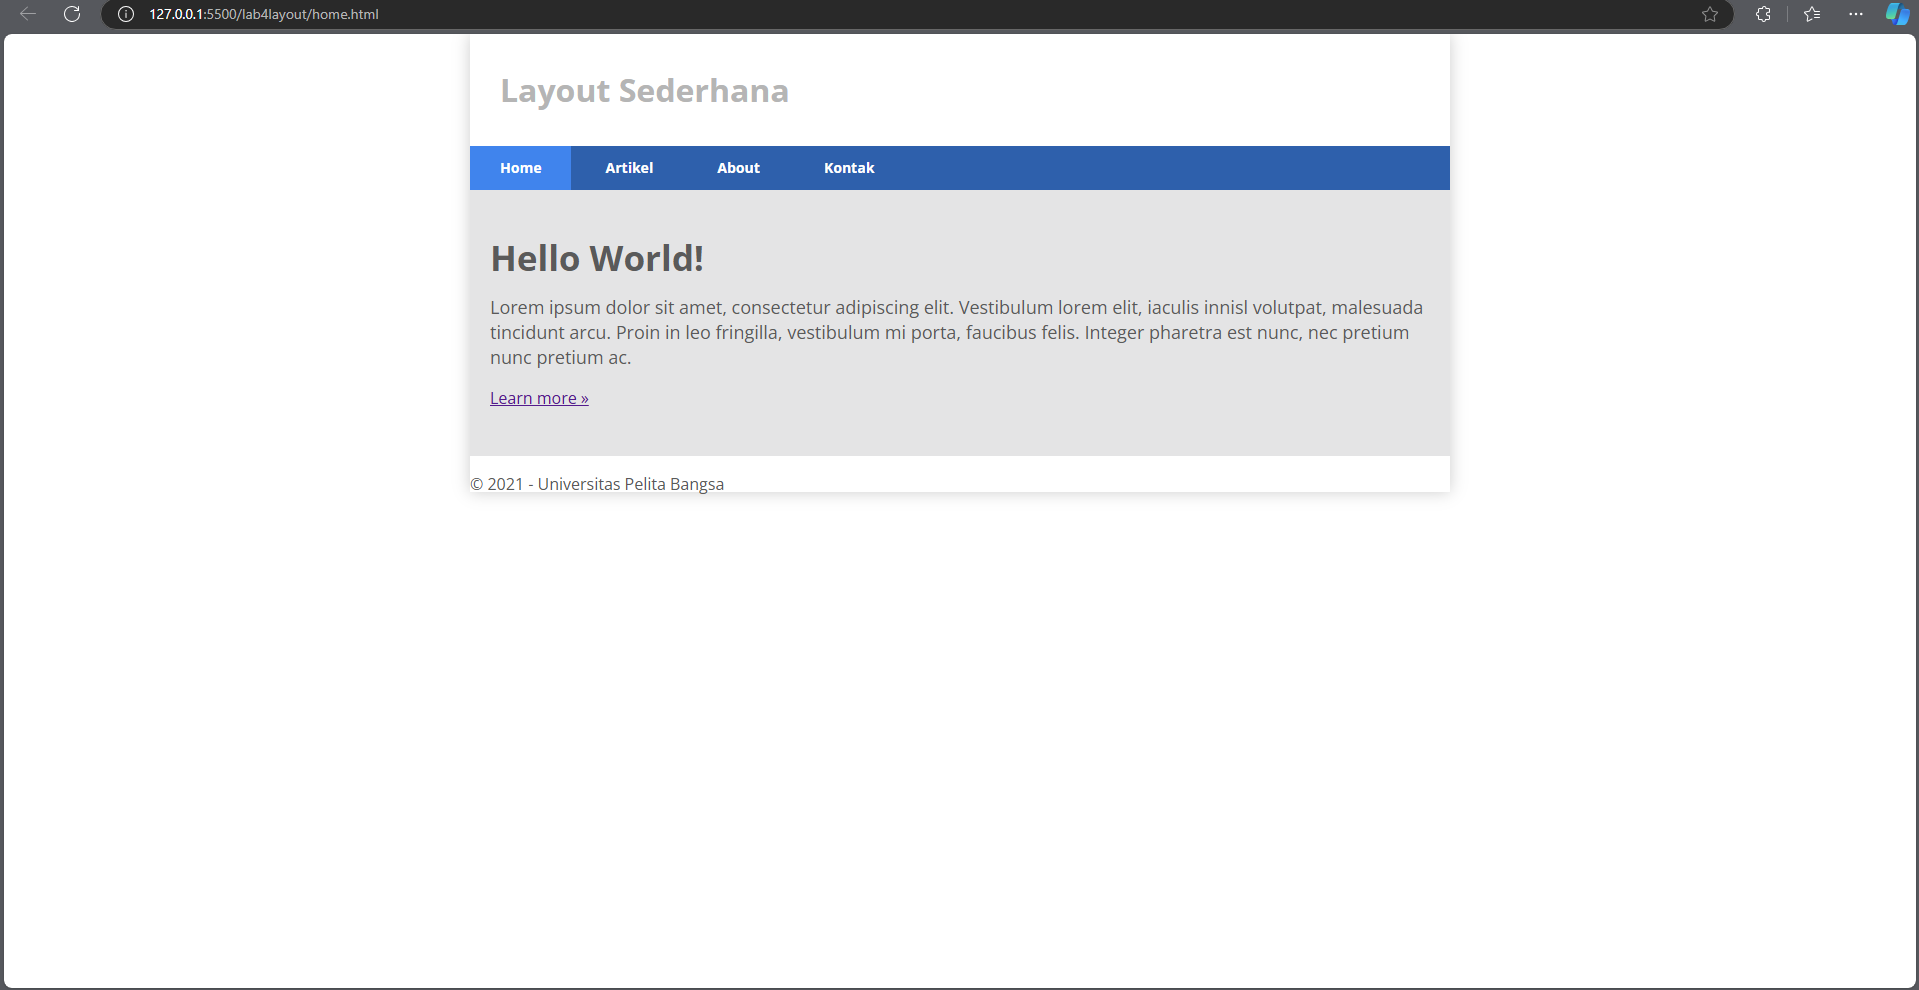 127.0.0.1:5500/lab4layout/home.html
Layout Sederhana
Home Artikel About Kontak
Hello World!
Lorem ipsum dolor sit amet, consectetur adipiscing elit. Vestibulum lorem elit, iaculis innisl volutpat, malesuada
tincidunt arcu. Proin in leo fringilla, vestibulum mi porta, faucibus felis. Integer pharetra est nunc, nec pretium
nunc pretium ac.
Learn more »
© 2021 - Universitas Pelita Bangsa